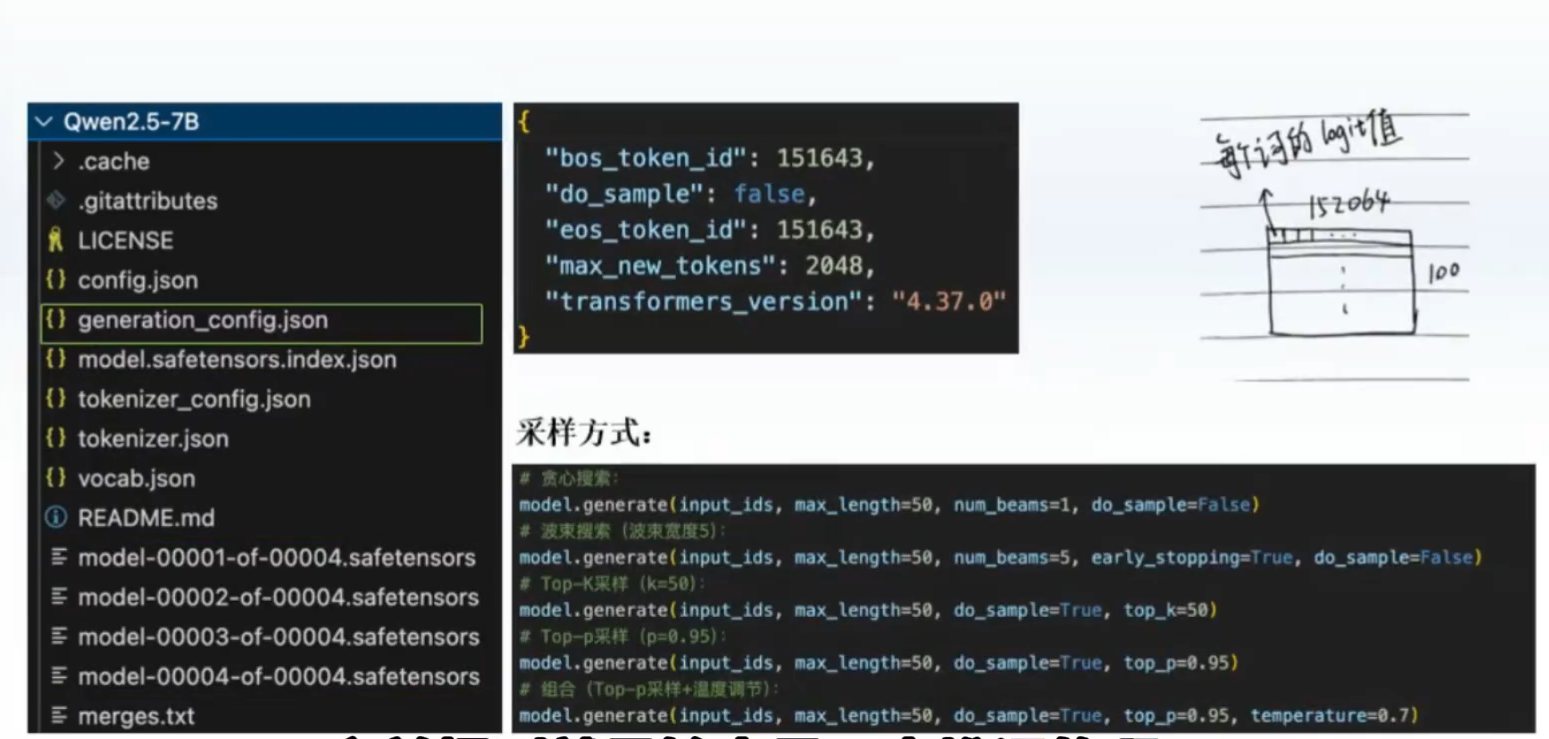 Qwen2.5-7B
.cache
.gitattributes
LICENSE
config.json
generation_config.json
model.safetensors.index.json
tokenizer_config.json
tokenizer.json
vocab.json
README.md
model-00001-of-00004.safetensors
model-00002-of-00004.safetensors
model-00003-of-00004.safetensors
model-00004-of-00004.safetensors
merges.txt
{
"bos_token_id": 151643,
"do_sample": false,
"eos_token_id": 151643,
"max_new_tokens": 2048,
"transformers_version": "4.37.0"
}
每个词的logit值
152064
100
采样方式：
# 贪心搜索：
model.generate(input_ids, max_length=50, num_beams=1, do_sample=False)
# 波束搜索（波束宽度5）：
model.generate(input_ids, max_length=50, num_beams=5, early_stopping=True, do_sample=False)
# Top-K采样（k=50）：
model.generate(input_ids, max_length=50, do_sample=True, top_k=50)
# Top-p采样（p=0.95）：
model.generate(input_ids, max_length=50, do_sample=True, top_p=0.95)
# 组合（Top-p采样+温度调节）：
model.generate(input_ids, max_length=50, do_sample=True, top_p=0.95, temperature=0.7)